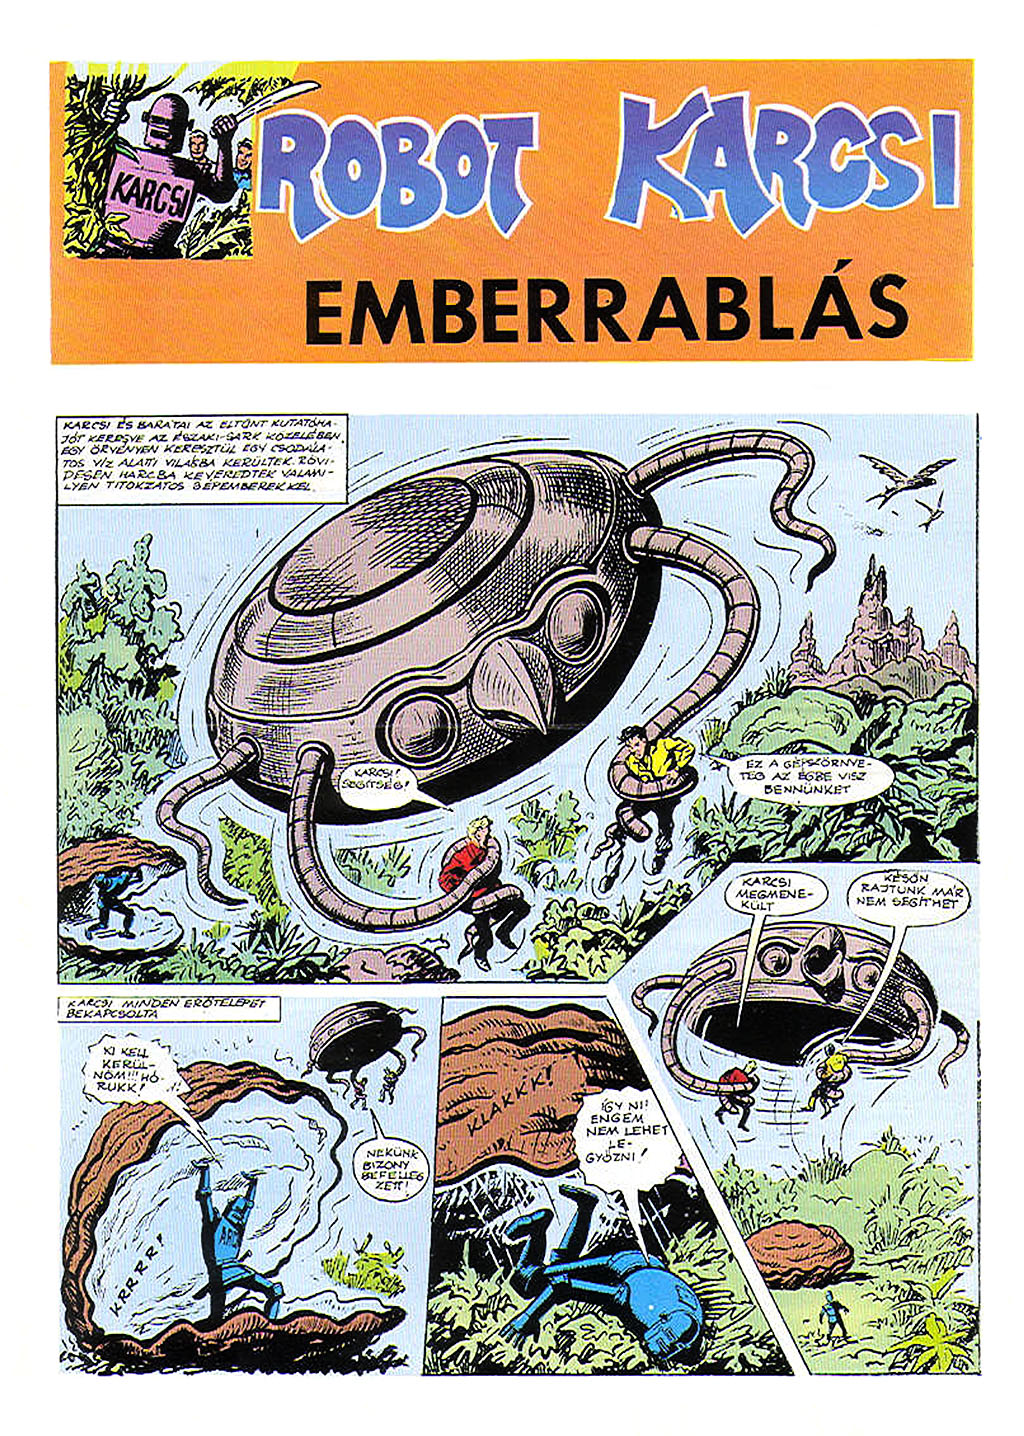 KARCSI
ROBOT KARCSI
EMBERRABLÁS
KARCSI ÉS BARÁTAI AZ ELTŰNT KUTATÓHA-
JÓT KERESVE AZ ÉSZAKI-SARK KÖZELÉBEN,
EGY ÖRVÉNYEN KERESZTÜL EGY CSODÁLA-
TOS VÍZ ALATTI VILÁGBA KERÜLTEK. RÖVI-
DESEN HARCBA KEVEREDTEK VALAMI-
LYEN TITOKZATOS GÉPEMBEREKKEL.
KARCSI!
SEGÍTSÉG!
EZ A GÉPSZÖRNYE-
TEG AZ ÉGBE VISZ
BENNÜNKET
KARCSI
MEGMENE-
KÜLT
KÉSŐN
RAJTUNK MÁR
NEM SEGÍTHET
KARCSI MINDEN ERŐTELEPET
BEKAPCSOLTA
KI KELL
KERÜL-
NÖM!!! HÓ-
RUKK!
NEKÜNK
BIZONY
BEFELLEG
ZETT!
KRRRR!
KLAKK!
ÍGY NI!
ENGEM
NEM LEHET
LE-
GYŐZNI!